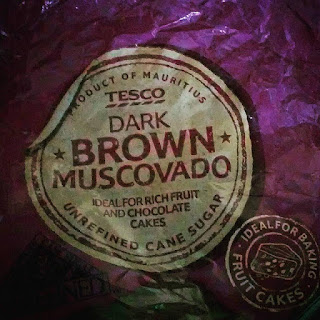 PRODUCT OF MAURITIUS
TESCO
DARK
BROWN
MUSCOVADO
IDEAL FOR RICH FRUIT
AND CHOCOLATE
CAKES
UNREFINED CANE SUGAR
IDEAL FOR BAKING
FRUIT CAKES